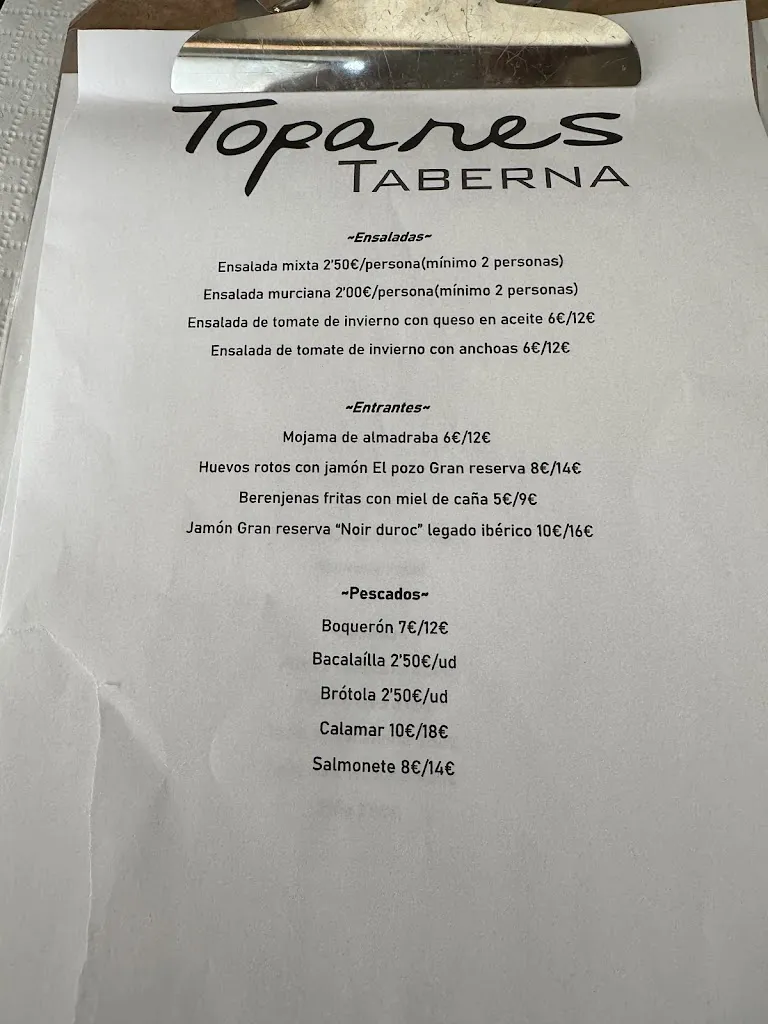 Topares
TABERNA
~Ensaladas~
Ensalada mixta 2'50€/persona(mínimo 2 personas)
Ensalada murciana 2'00€/persona(mínimo 2 personas)
Ensalada de tomate de invierno con queso en aceite 6€/12€
Ensalada de tomate de invierno con anchoas 6€/12€
~Entrantes~
Mojama de almadraba 6€/12€
Huevos rotos con jamón El pozo Gran reserva 8€/14€
Berenjenas fritas con miel de caña 5€/9€
Jamón Gran reserva “Noir duroc” legado ibérico 10€/16€
~Pescados~
Boquerón 7€/12€
Bacalaílla 2'50€/ud
Brótola 2'50€/ud
Calamar 10€/18€
Salmonete 8€/14€